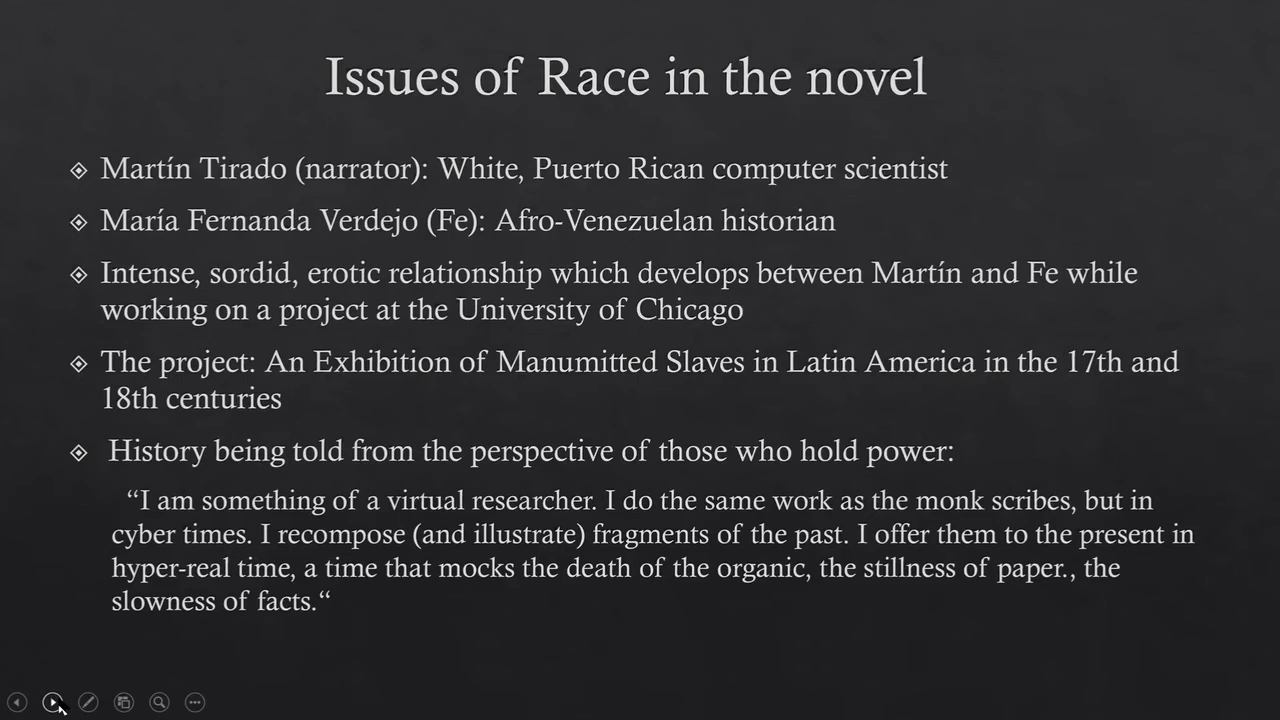 Issues of Race in the novel
Martín Tirado (narrator): White, Puerto Rican computer scientist
María Fernanda Verdejo (Fe): Afro-Venezuelan historian
Intense, sordid, erotic relationship which develops between Martín and Fe while
working on a project at the University of Chicago
The project: An Exhibition of Manumitted Slaves in Latin America in the 17th and
18th centuries
History being told from the perspective of those who hold power:
“I am something of a virtual researcher. I do the same work as the monk scribes, but in
cyber times. I recompose (and illustrate) fragments of the past. I offer them to the present in
hyper-real time, a time that mocks the death of the organic, the stillness of paper., the
slowness of facts.“